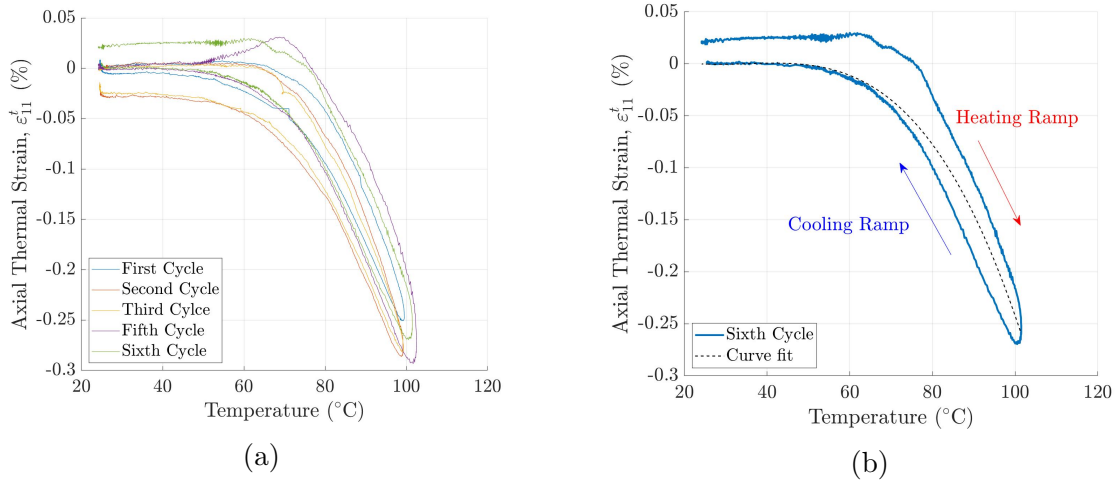 0.05
0
-0.05
-0.1
-0.15
-0.2
-0.25
-0.3
Axial Thermal Strain, ε^t_11 (%)
First Cycle
Second Cycle
Third Cylce
Fifth Cycle
Sixth Cycle
20 40 60 80 100 120
Temperature (°C)
(a)
0.05
0
-0.05
-0.1
-0.15
-0.2
-0.25
-0.3
Axial Thermal Strain, ε^t_11 (%)
Heating Ramp
Cooling Ramp
Sixth Cycle
Curve fit
20 40 60 80 100 120
Temperature (°C)
(b)